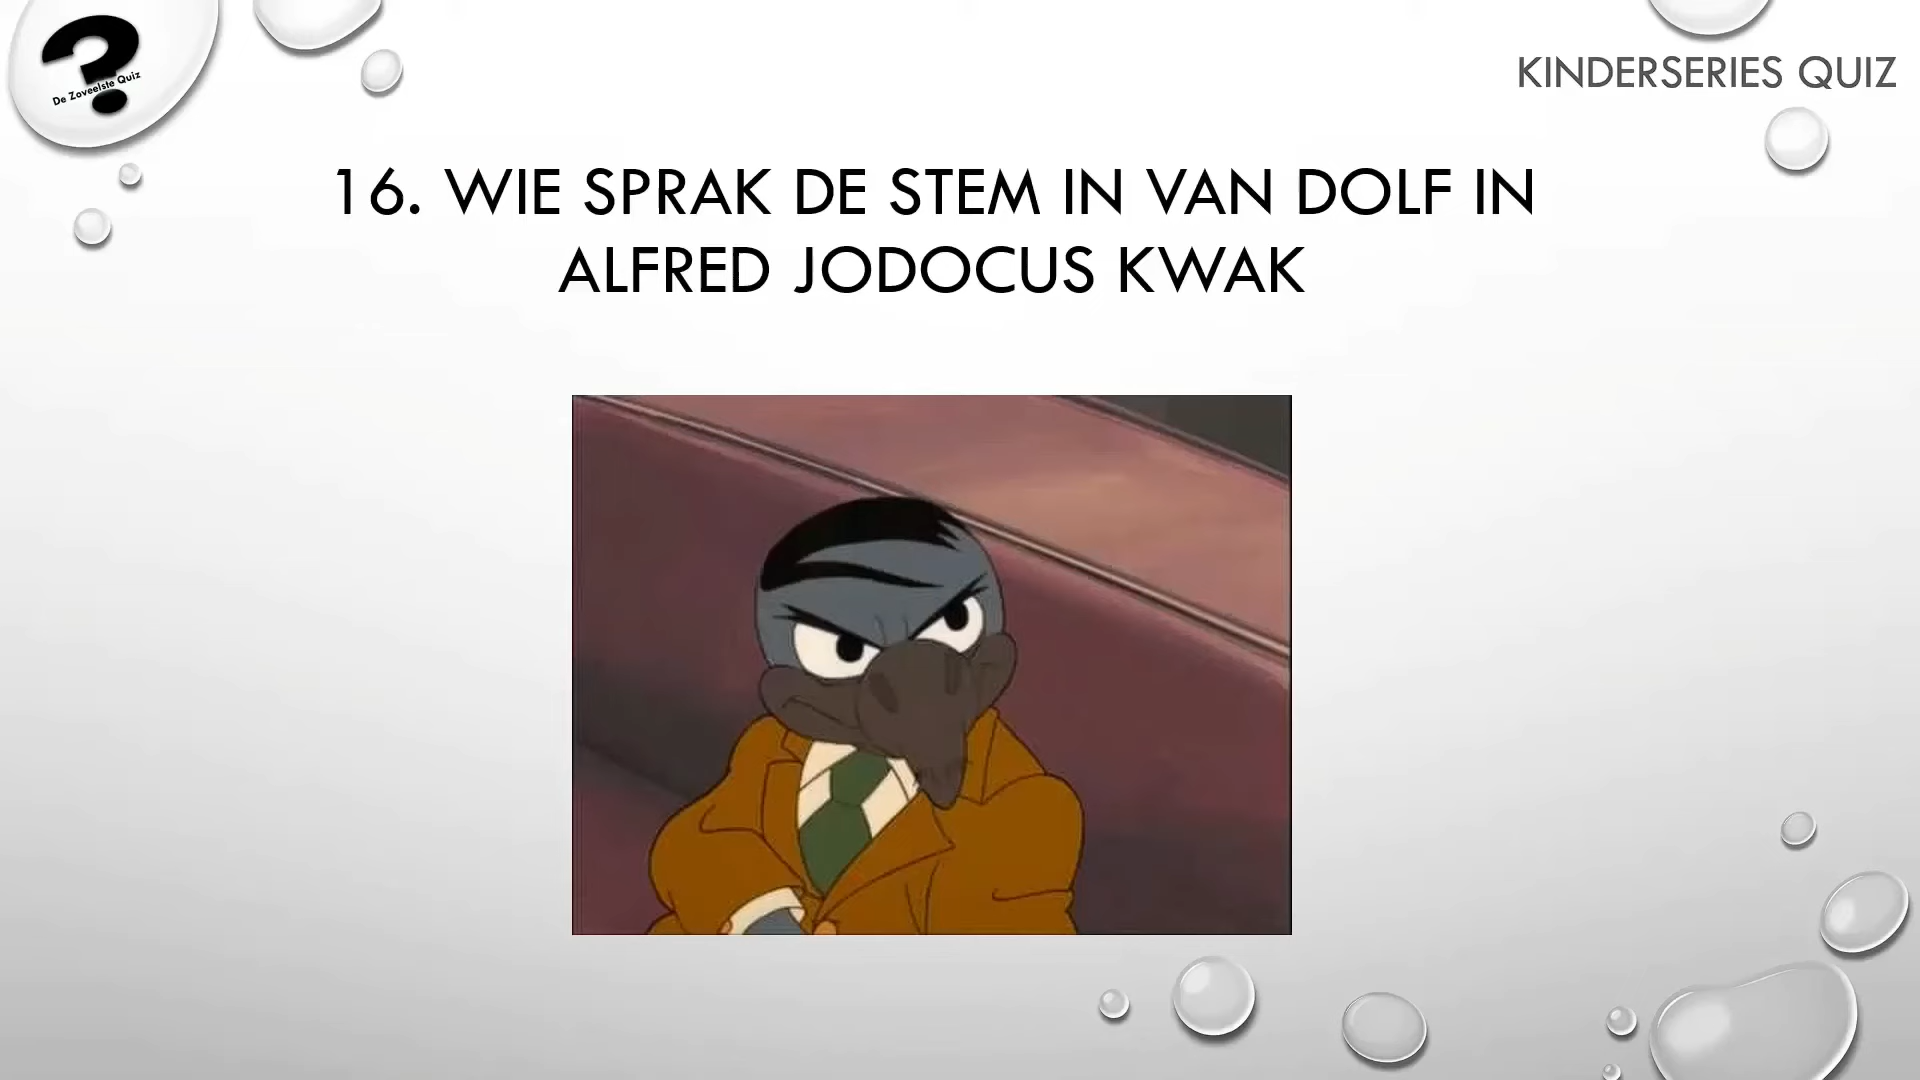 De Zoveelste Quiz
KINDERSERIES QUIZ
16. WIE SPRAK DE STEM IN VAN DOLF IN
ALFRED JODOCUS KWAK